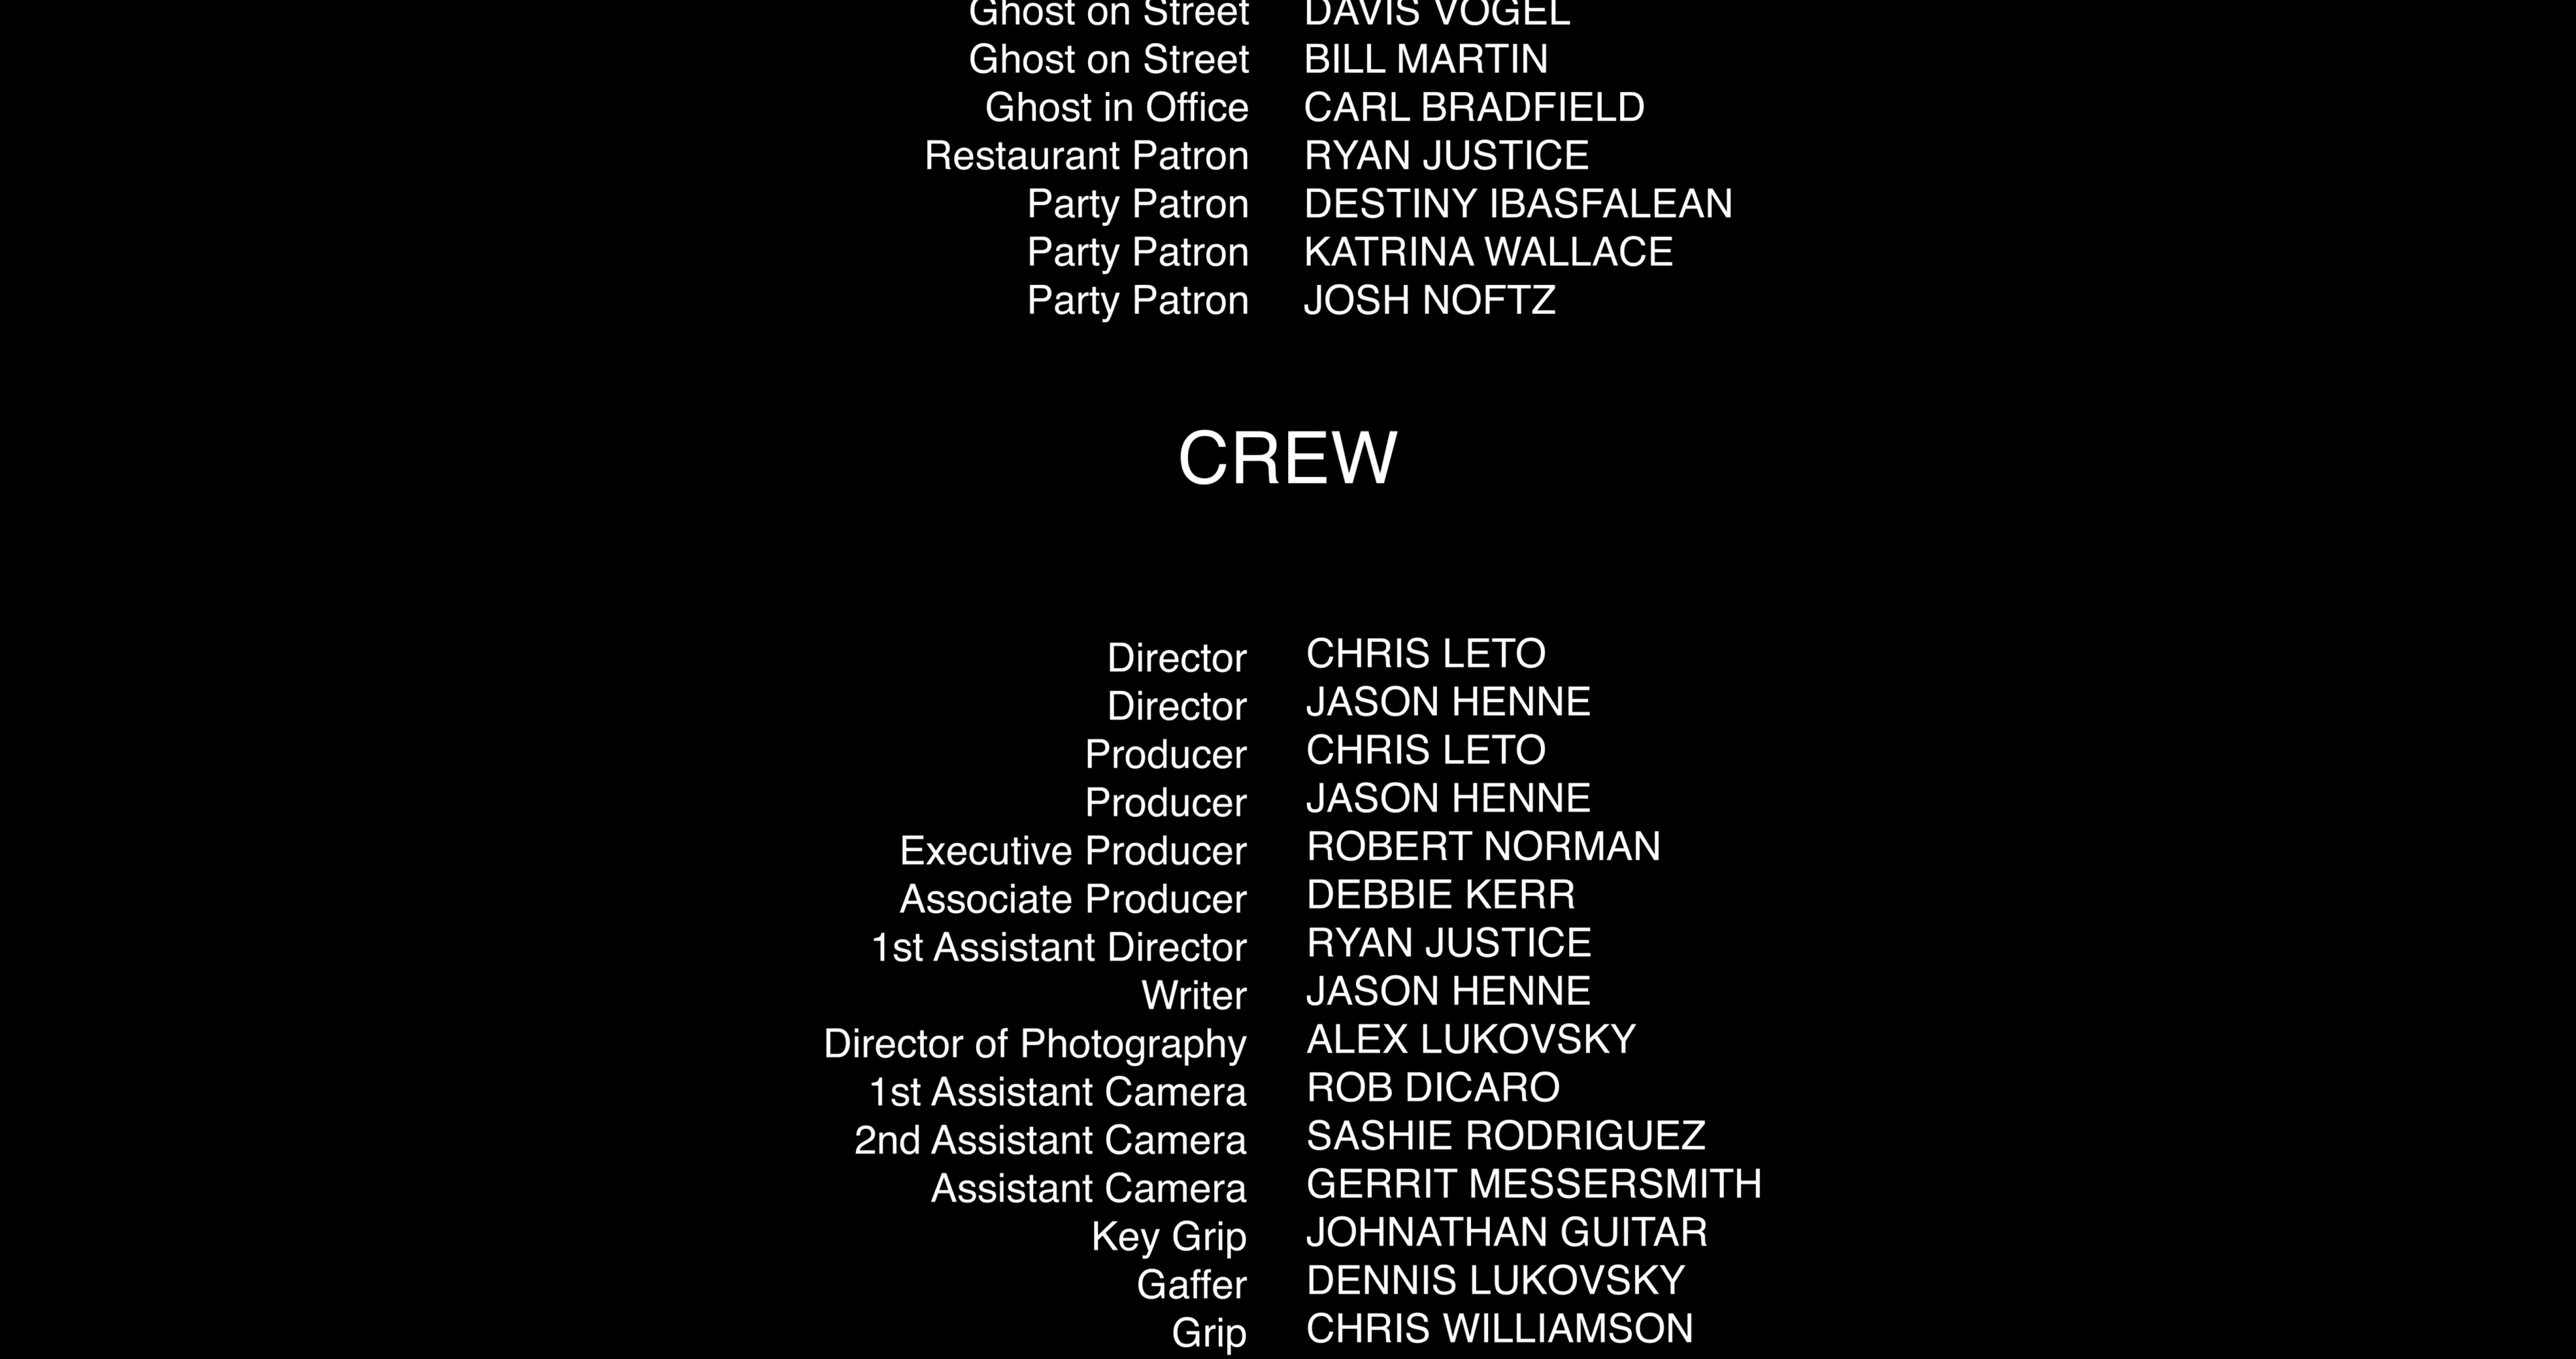 Ghost on Street DAVIS VOGEL
Ghost on Street BILL MARTIN
Ghost in Office CARL BRADFIELD
Restaurant Patron RYAN JUSTICE
Party Patron DESTINY IBASFALEAN
Party Patron KATRINA WALLACE
Party Patron JOSH NOFTZ
CREW
Director CHRIS LETO
Director JASON HENNE
Producer CHRIS LETO
Producer JASON HENNE
Executive Producer ROBERT NORMAN
Associate Producer DEBBIE KERR
1st Assistant Director RYAN JUSTICE
Writer JASON HENNE
Director of Photography ALEX LUKOVSKY
1st Assistant Camera ROB DICARO
2nd Assistant Camera SASHIE RODRIGUEZ
Assistant Camera GERRIT MESSERSMITH
Key Grip JOHNATHAN GUITAR
Gaffer DENNIS LUKOVSKY
Grip CHRIS WILLIAMSON